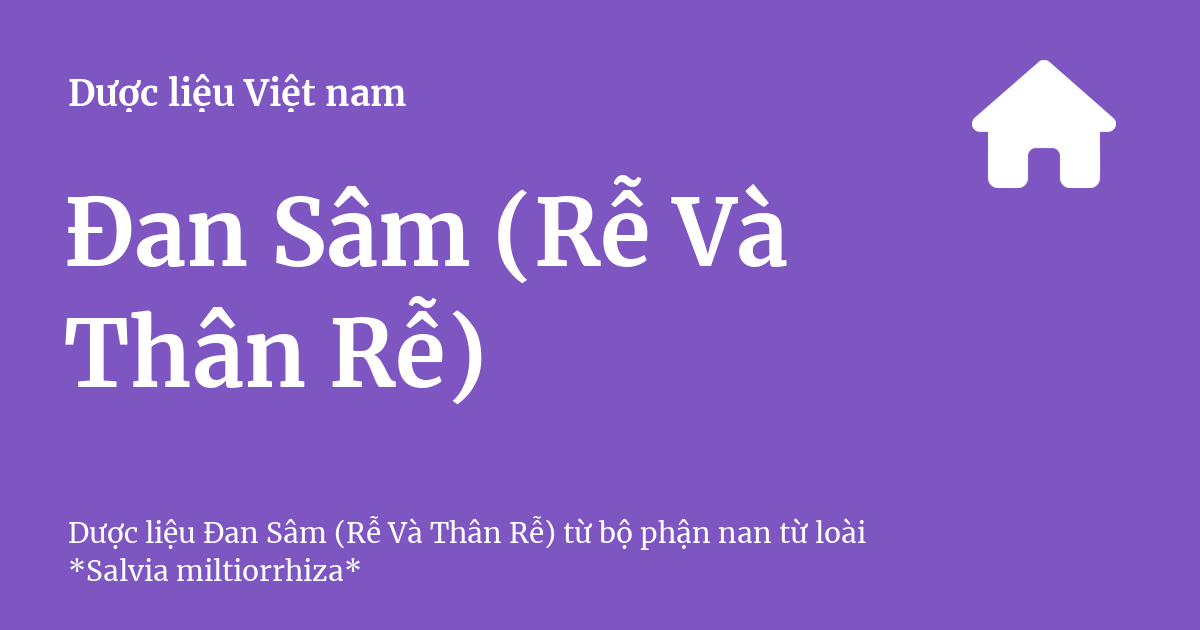 Dược liệu Việt nam
Đan Sâm (Rễ Và
Thân Rễ)
Dược liệu Đan Sâm (Rễ Và Thân Rễ) từ bộ phận nan từ loài
*Salvia miltiorrhiza*